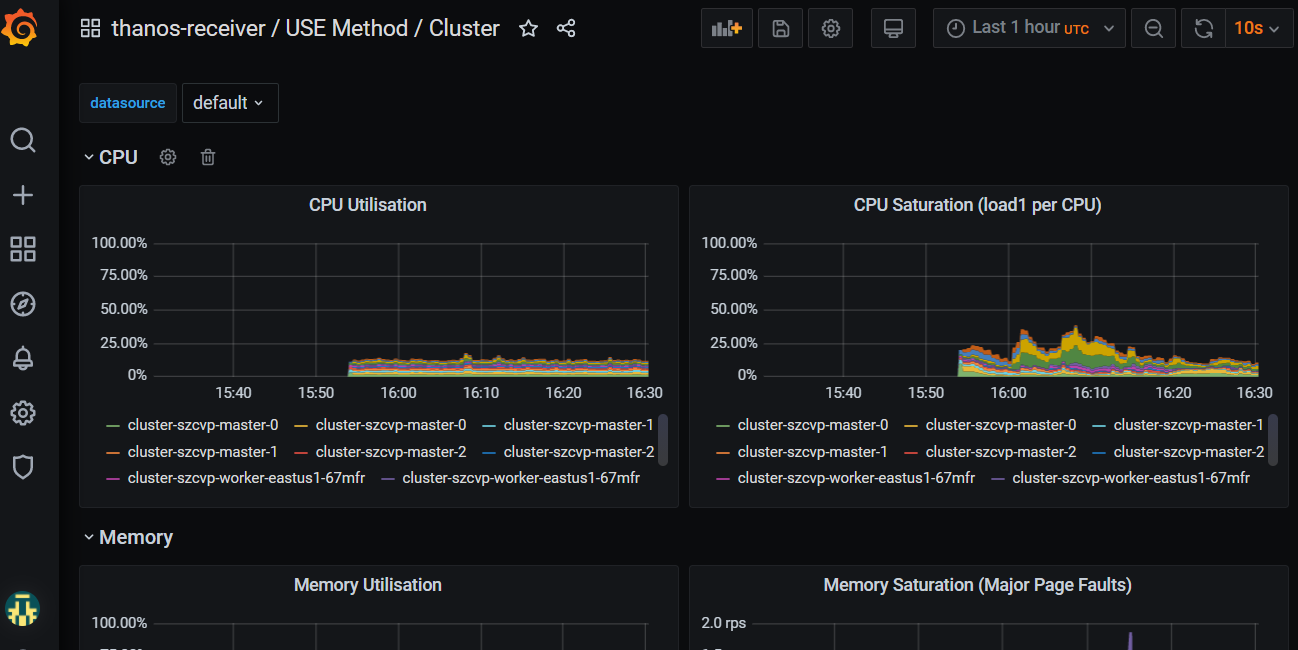 thanos-receiver / USE Method / Cluster
Last 1 hour UTC
10s
datasource default
CPU
CPU Utilisation
100.00%
75.00%
50.00%
25.00%
0%
15:40 15:50 16:00 16:10 16:20 16:30
cluster-szcvp-master-0 cluster-szcvp-master-0 cluster-szcvp-master-1
cluster-szcvp-master-1 cluster-szcvp-master-2 cluster-szcvp-master-2
cluster-szcvp-worker-eastus1-67mfr cluster-szcvp-worker-eastus1-67mfr
CPU Saturation (load1 per CPU)
100.00%
75.00%
50.00%
25.00%
0%
15:40 15:50 16:00 16:10 16:20 16:30
cluster-szcvp-master-0 cluster-szcvp-master-0 cluster-szcvp-master-1
cluster-szcvp-master-1 cluster-szcvp-master-2 cluster-szcvp-master-2
cluster-szcvp-worker-eastus1-67mfr cluster-szcvp-worker-eastus1-67mfr
Memory
Memory Utilisation
100.00%
Memory Saturation (Major Page Faults)
2.0 rps